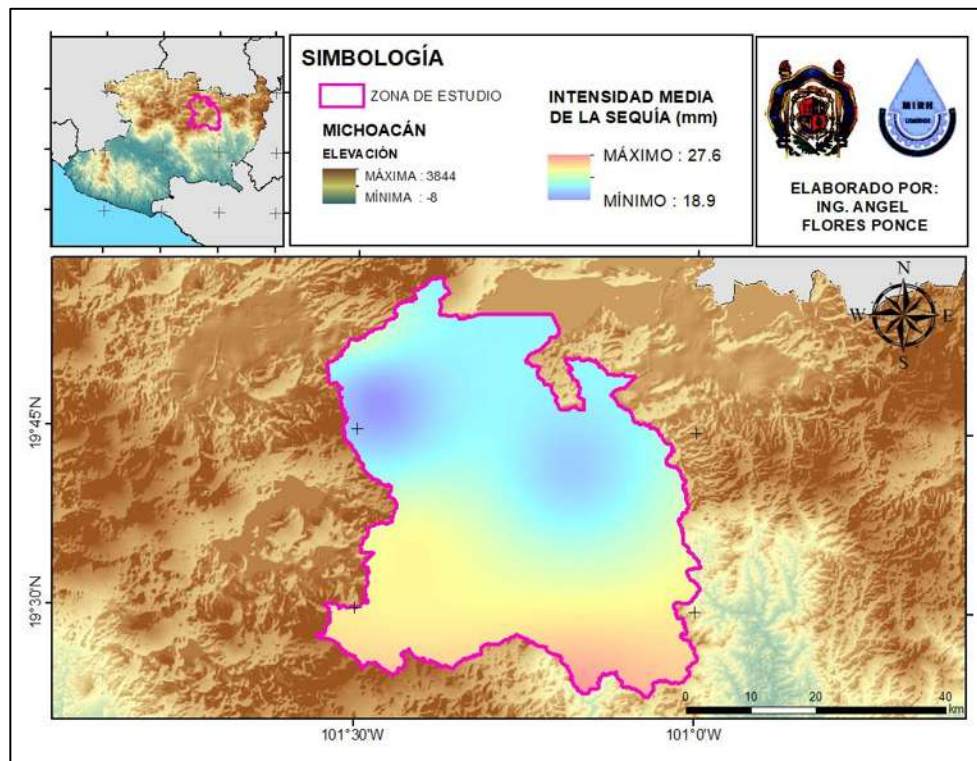 SIMBOLOGÍA
ZONA DE ESTUDIO
MICHOACÁN
ELEVACIÓN
MÁXIMA : 3844
MÍNIMA : -8
INTENSIDAD MEDIA
DE LA SEQUÍA (mm)
MÁXIMO : 27.6
MÍNIMO : 18.9
MIRH
ELABORADO POR:
ING. ANGEL
FLORES PONCE
N
W
E
S
19°45'N
19°30'N
0
10
20
40
km
101°30'W
101°0'W